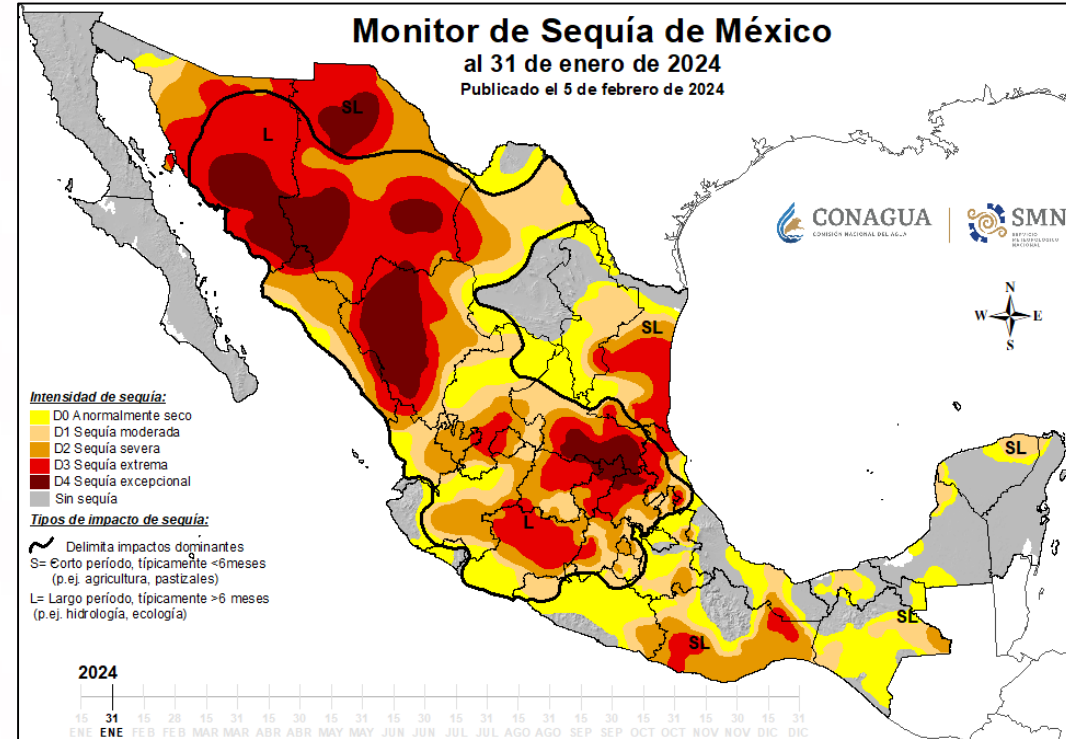 Monitor de Sequía de México
al 31 de enero de 2024
Publicado el 5 de febrero de 2024
SL
L
CONAGUA
COMISIÓN NACIONAL DEL AGUA
SMN
SERVICIO
METEOROLÓGICO
NACIONAL
N
W E
S
SL
Intensidad de sequía:
D0 Anormalmente seco
D1 Sequía moderada
D2 Sequía severa
D3 Sequía extrema
D4 Sequía excepcional
Sin sequía
SL
Tipos de impacto de sequía:
L
Delimita impactos dominantes
S= Corto período, típicamente <6meses
(p.ej. agricultura, pastizales)
L= Largo período, típicamente >6 meses
(p.ej. hidrología, ecología)
SL
SL
2024
15 31 15 28 15 31 15 30 15 31 15 30 15 31 15 31 15 30 15 31 15 30 15 31
ENE ENE FEB FEB MAR MAR ABR ABR MAY MAY JUN JUN JUL JUL AGO AGO SEP SEP OCT OCT NOV NOV DIC DIC